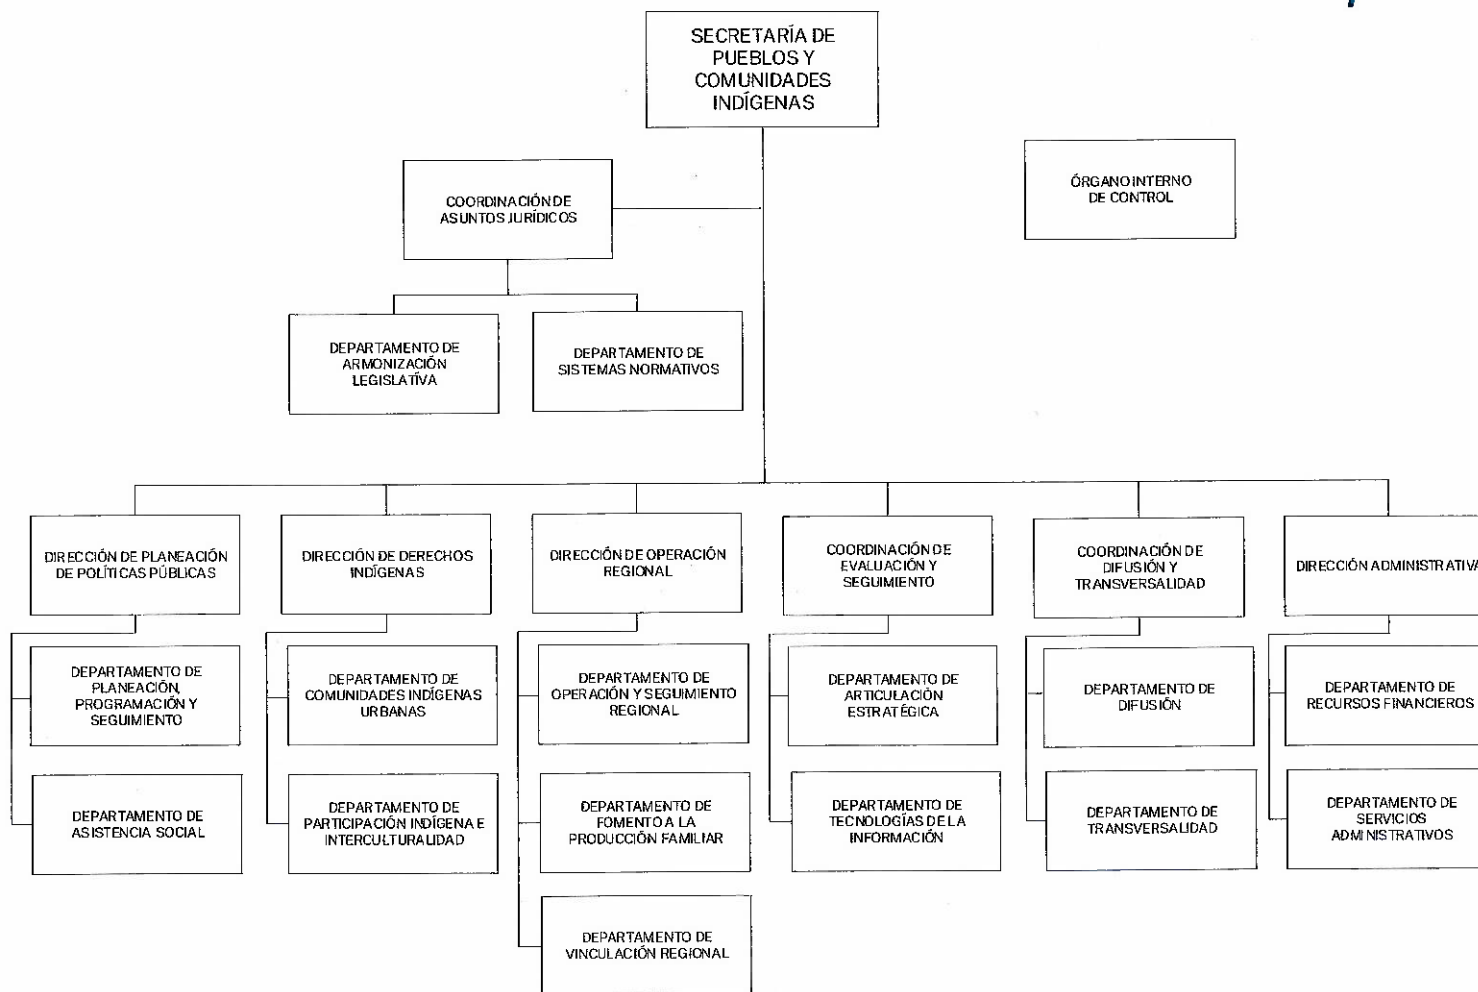 SECRETARÍA DE
PUEBLOS Y
COMUNIDADES
INDÍGENAS
COORDINACIÓN DE
ASUNTOS JURÍDICOS
ÓRGANO INTERNO
DE CONTROL
DEPARTAMENTO DE
ARMONIZACIÓN
LEGISLATIVA
DEPARTAMENTO DE
SISTEMAS NORMATIVOS
DIRECCIÓN DE PLANEACIÓN
DE POLÍTICAS PÚBLICAS
DIRECCIÓN DE DERECHOS
INDÍGENAS
DIRECCIÓN DE OPERACIÓN
REGIONAL
COORDINACIÓN DE
EVALUACIÓN Y
SEGUIMIENTO
COORDINACIÓN DE
DIFUSIÓN Y
TRANSVERSALIDAD
DIRECCIÓN ADMINISTRATIVA
DEPARTAMENTO DE
PLANEACIÓN,
PROGRAMACIÓN Y
SEGUIMIENTO
DEPARTAMENTO DE
COMUNIDADES INDÍGENAS
URBANAS
DEPARTAMENTO DE
OPERACIÓN Y SEGUIMIENTO
REGIONAL
DEPARTAMENTO DE
ARTICULACIÓN
ESTRATÉGICA
DEPARTAMENTO DE
DIFUSIÓN
DEPARTAMENTO DE
RECURSOS FINANCIEROS
DEPARTAMENTO DE
ASISTENCIA SOCIAL
DEPARTAMENTO DE
PARTICIPACIÓN INDÍGENA E
INTERCULTURALIDAD
DEPARTAMENTO DE
FOMENTO A LA
PRODUCCIÓN FAMILIAR
DEPARTAMENTO DE
TECNOLOGÍAS DE LA
INFORMACIÓN
DEPARTAMENTO DE
TRANSVERSALIDAD
DEPARTAMENTO DE
SERVICIOS
ADMINISTRATIVOS
DEPARTAMENTO DE
VINCULACIÓN REGIONAL